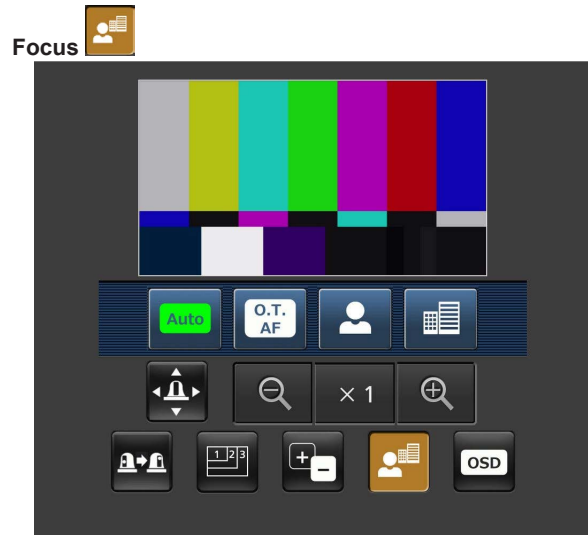 Focus
Auto
O.T.
AF
× 1
1 2 3
OSD